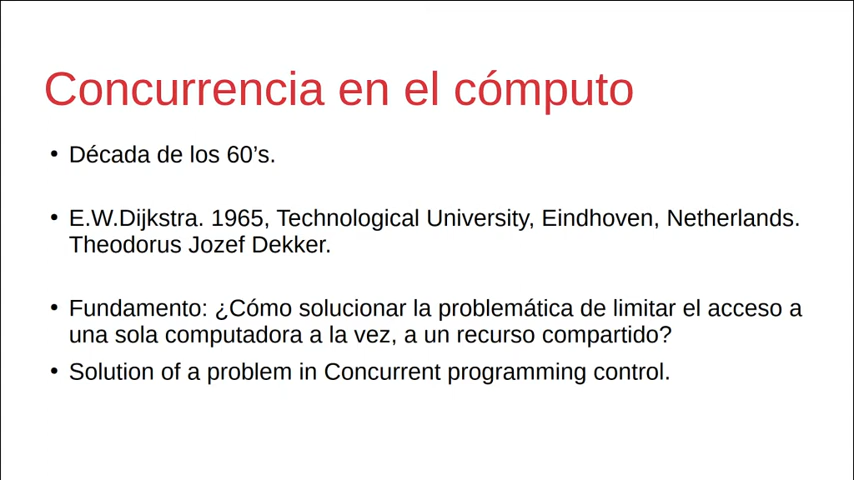 Concurrencia en el cómputo
• Década de los 60’s.
• E.W.Dijkstra. 1965, Technological University, Eindhoven, Netherlands.
Theodorus Jozef Dekker.
• Fundamento: ¿Cómo solucionar la problemática de limitar el acceso a
una sola computadora a la vez, a un recurso compartido?
• Solution of a problem in Concurrent programming control.